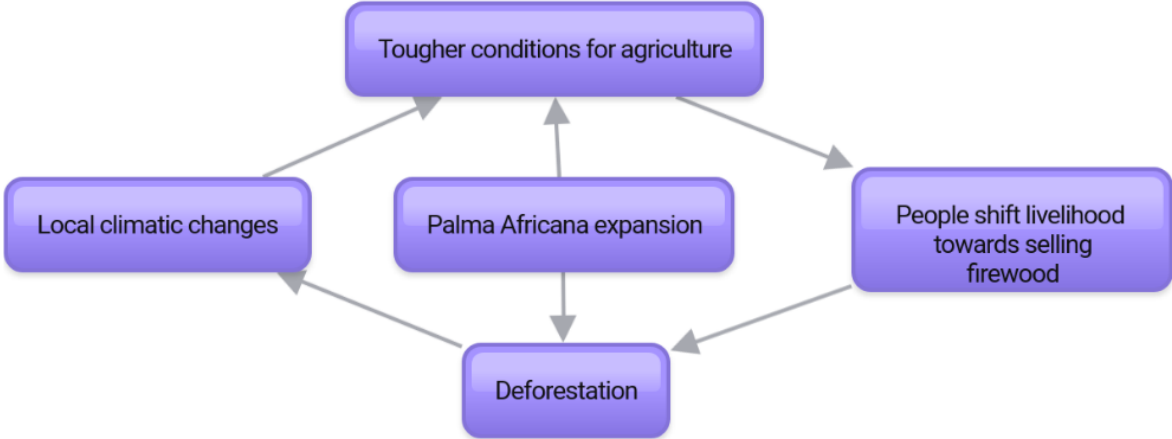 Tougher conditions for agriculture
Local climatic changes
Palma Africana expansion
People shift livelihood
towards selling
firewood
Deforestation